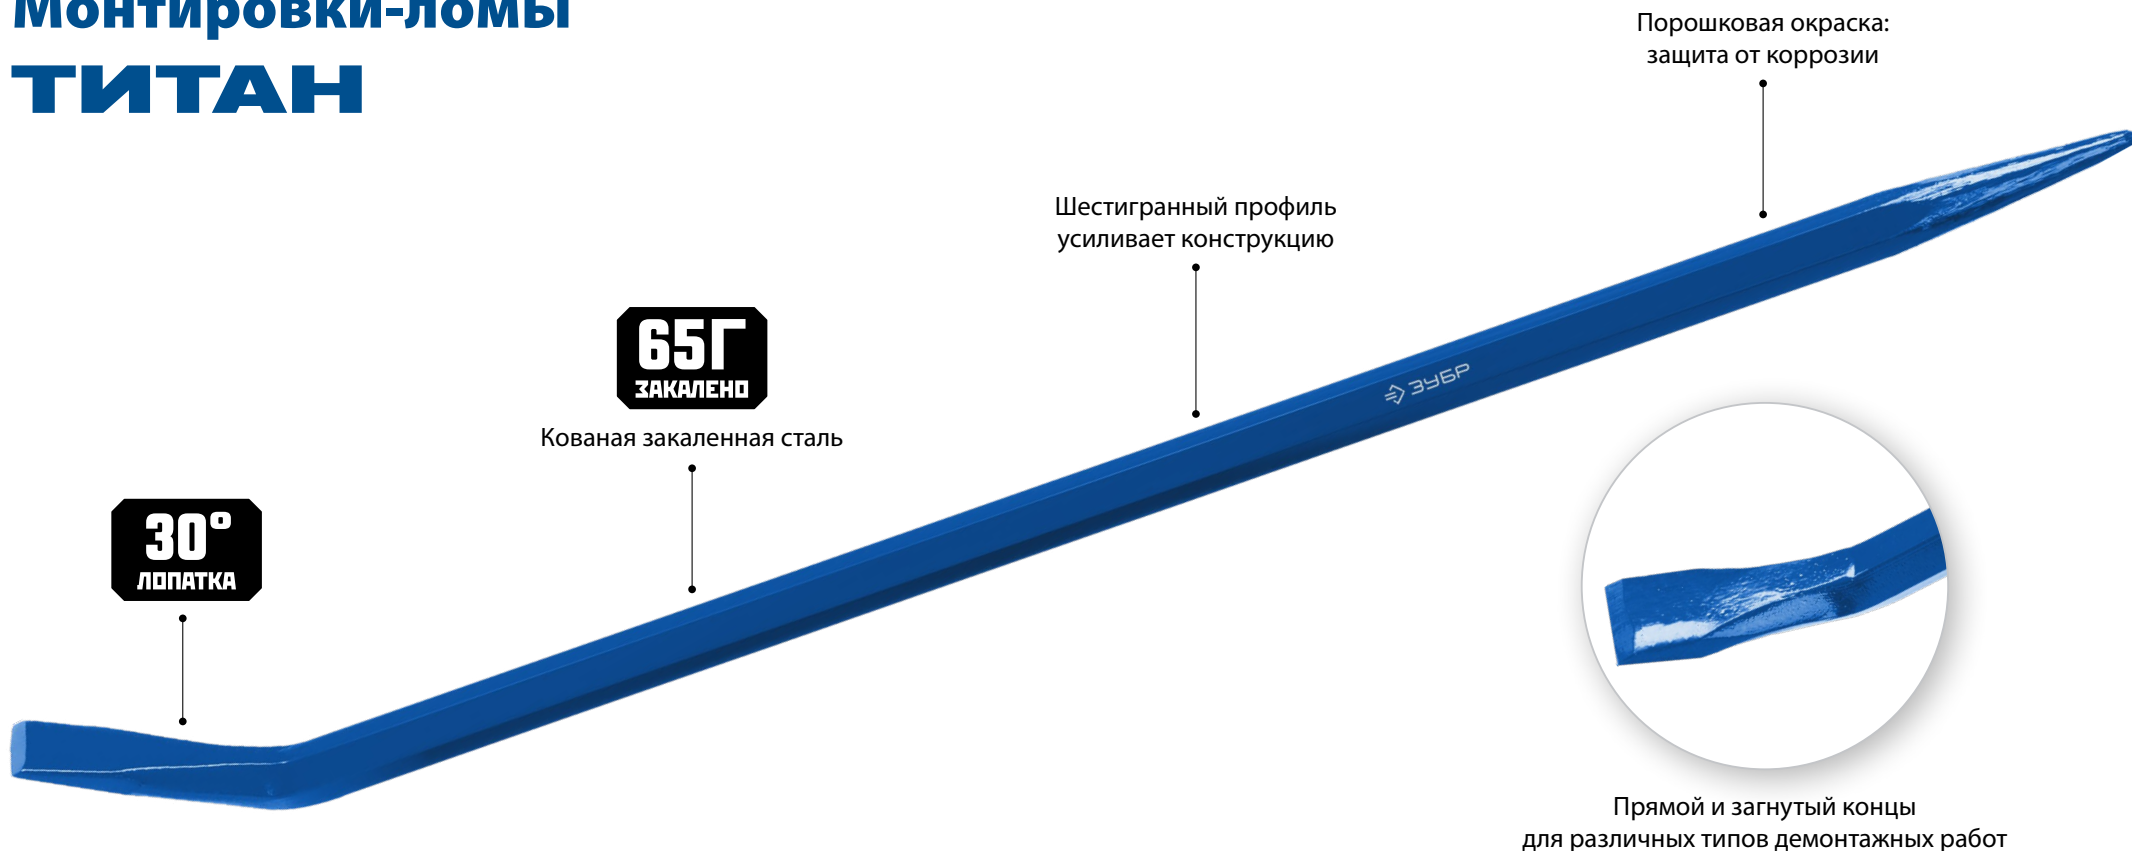 Монтировки-ломы
ТИТАН
Порошковая окраска:
защита от коррозии
Шестигранный профиль
усиливает конструкцию
65Г
ЗАКАЛЕНО
Кованая закаленная сталь
ЗУБР
30°
ЛОПАТКА
Прямой и загнутый концы
для различных типов демонтажных работ